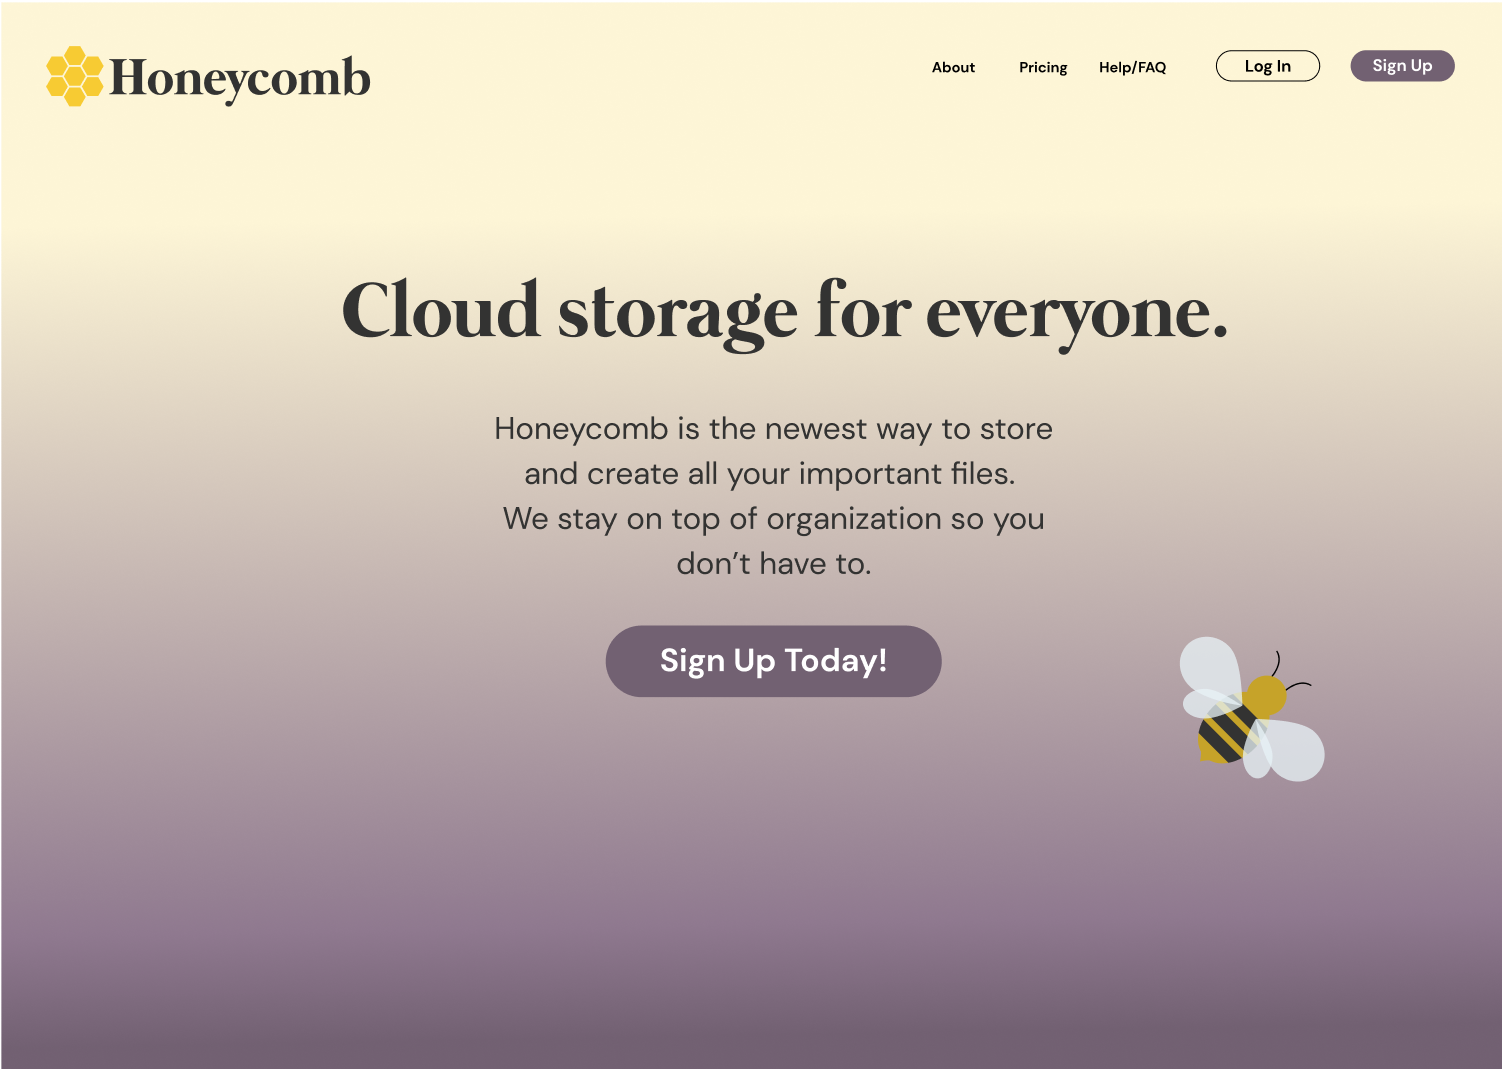 Honeycomb
About
Pricing
Help/FAQ
Log In
Sign Up
Cloud storage for everyone.
Honeycomb is the newest way to store
and create all your important files.
We stay on top of organization so you
don’t have to.
Sign Up Today!